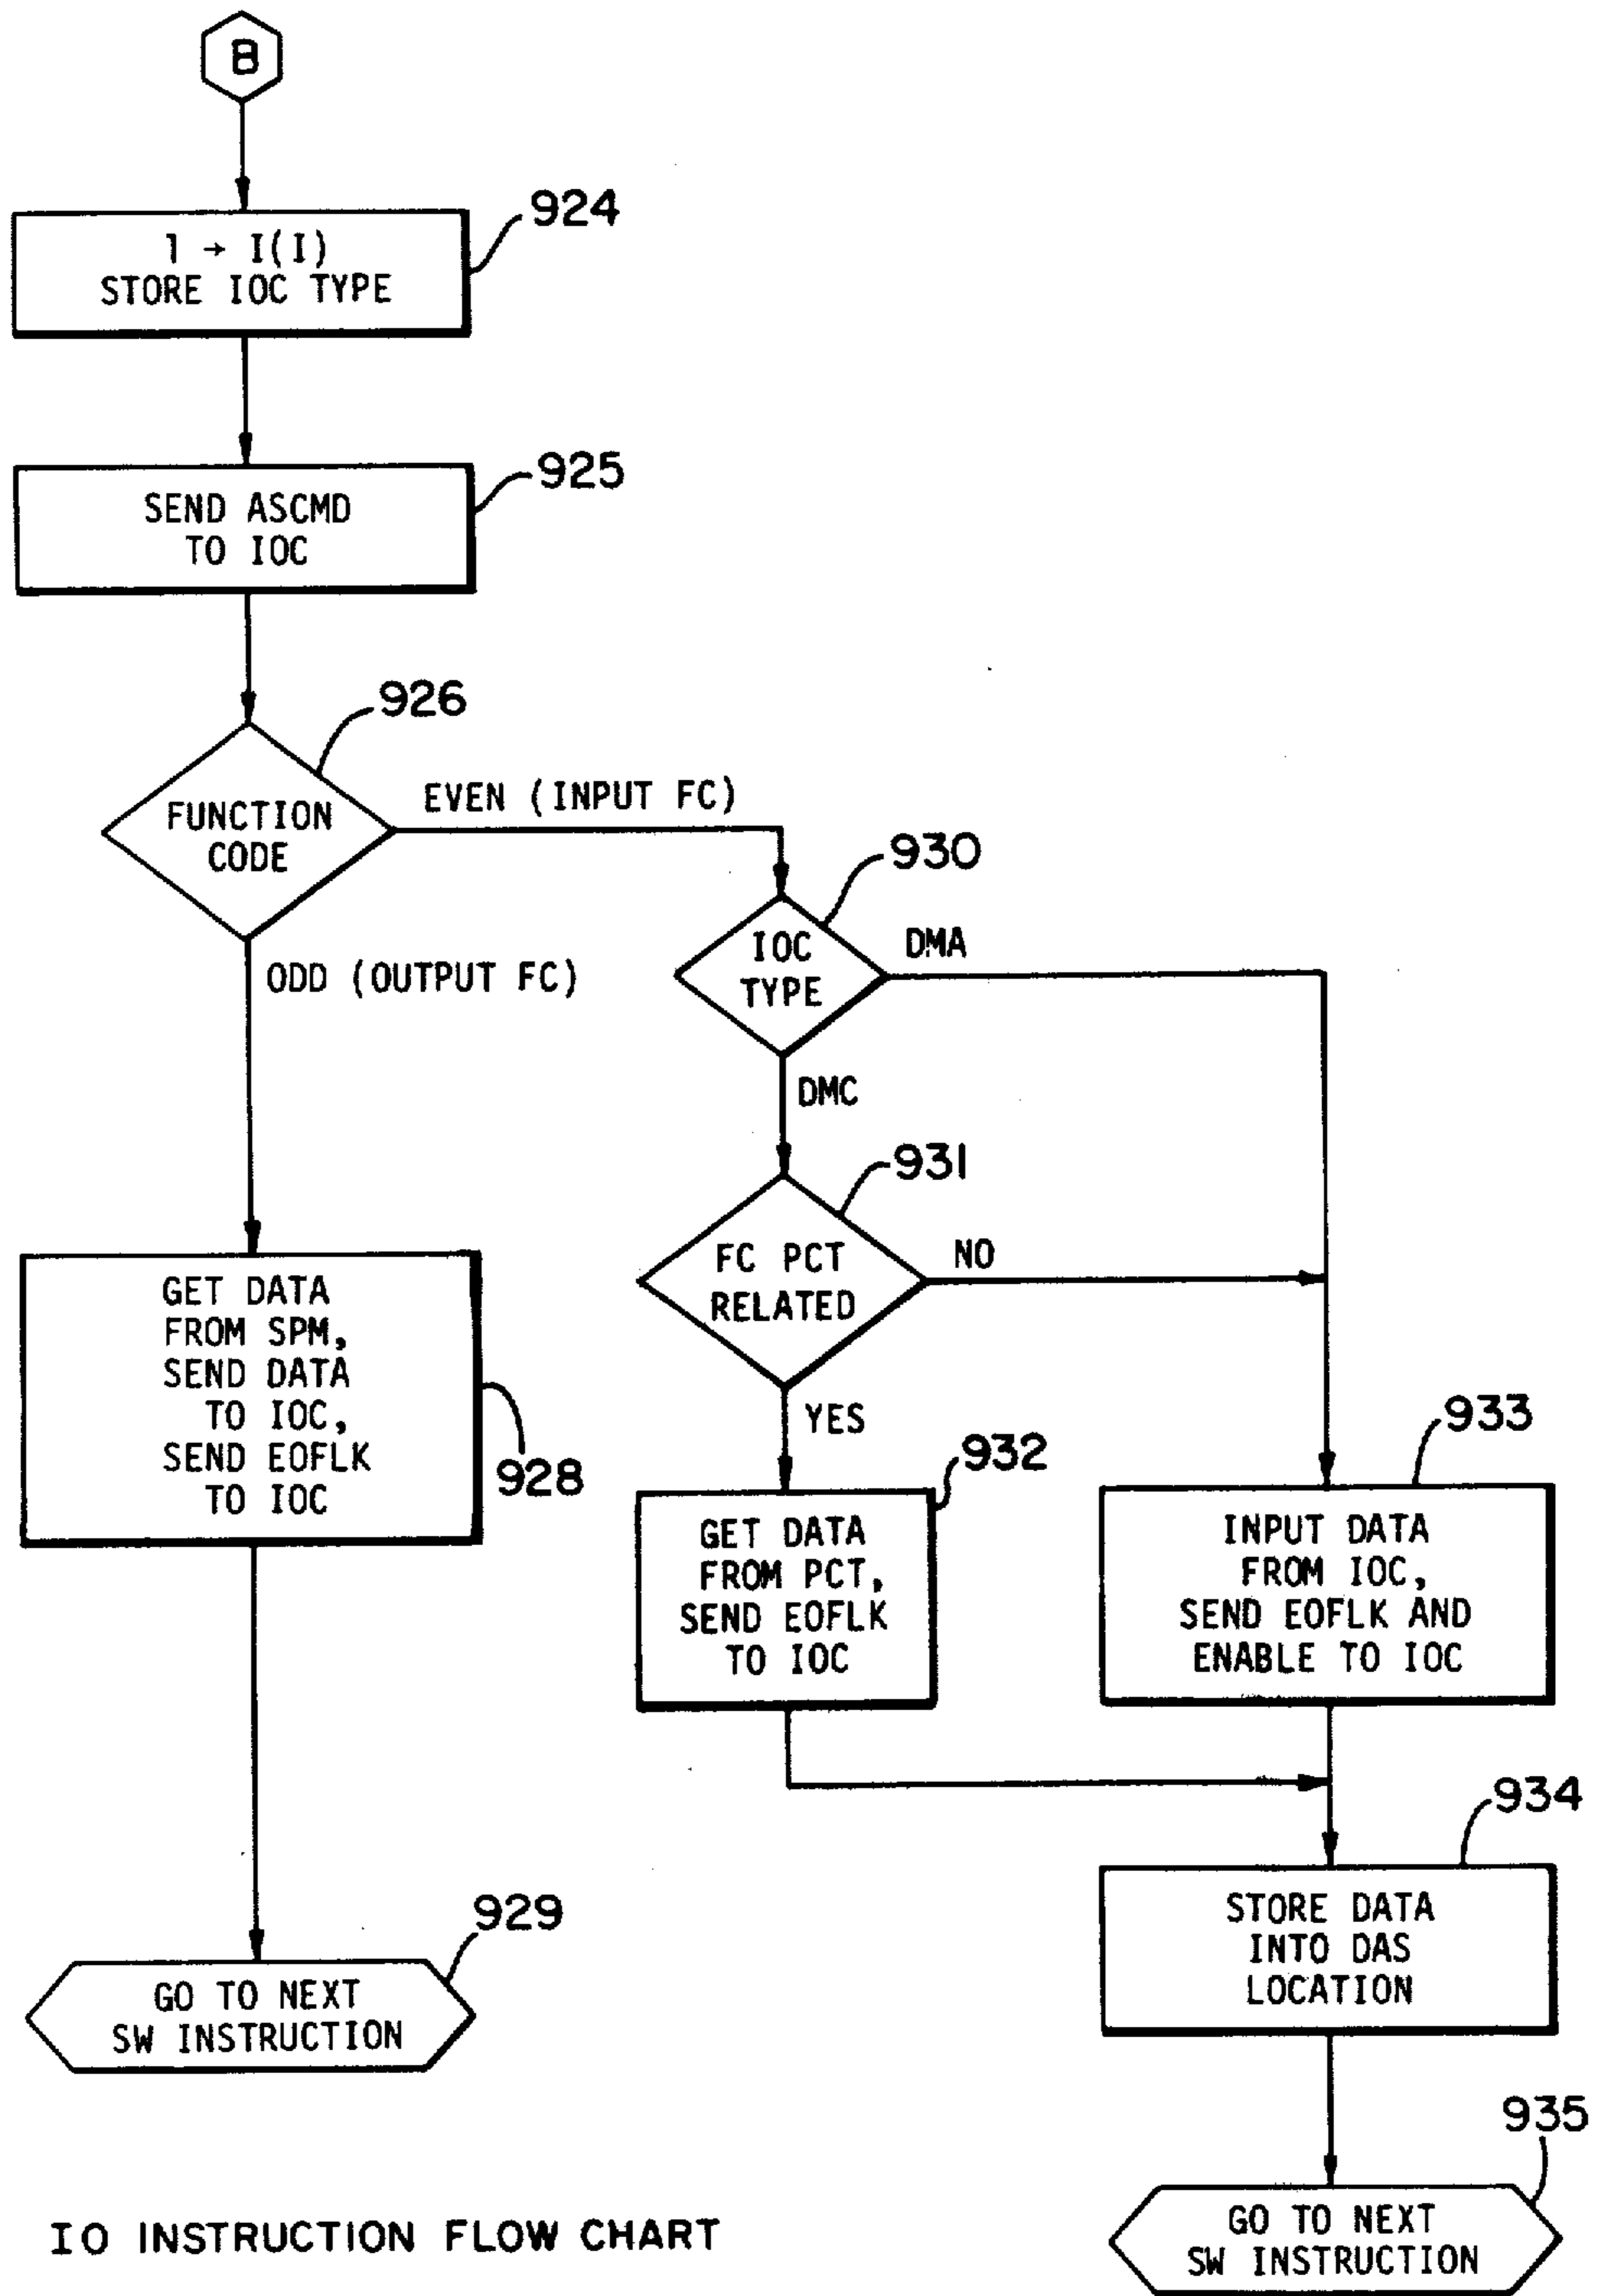 B
924
1 → I(I)
STORE IOC TYPE
925
SEND ASCMD
TO IOC
926
FUNCTION
CODE
EVEN (INPUT FC)
ODD (OUTPUT FC)
930
IOC
TYPE
DMA
DMC
931
FC PCT
RELATED
NO
YES
GET DATA
FROM SPM,
SEND DATA
TO IOC,
SEND EOFLK
TO IOC
928
932
GET DATA
FROM PCT,
SEND EOFLK
TO IOC
933
INPUT DATA
FROM IOC,
SEND EOFLK AND
ENABLE TO IOC
934
STORE DATA
INTO DAS
LOCATION
929
GO TO NEXT
SW INSTRUCTION
935
GO TO NEXT
SW INSTRUCTION
IO INSTRUCTION FLOW CHART